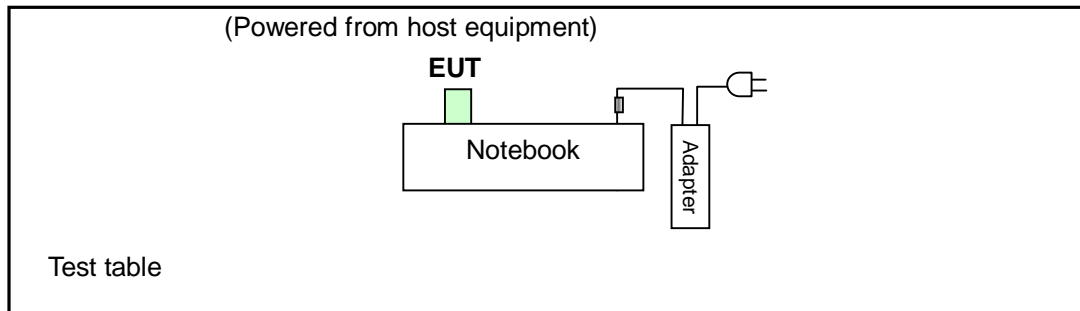 (Powered from host equipment)
EUT
Notebook
Adapter
Test table